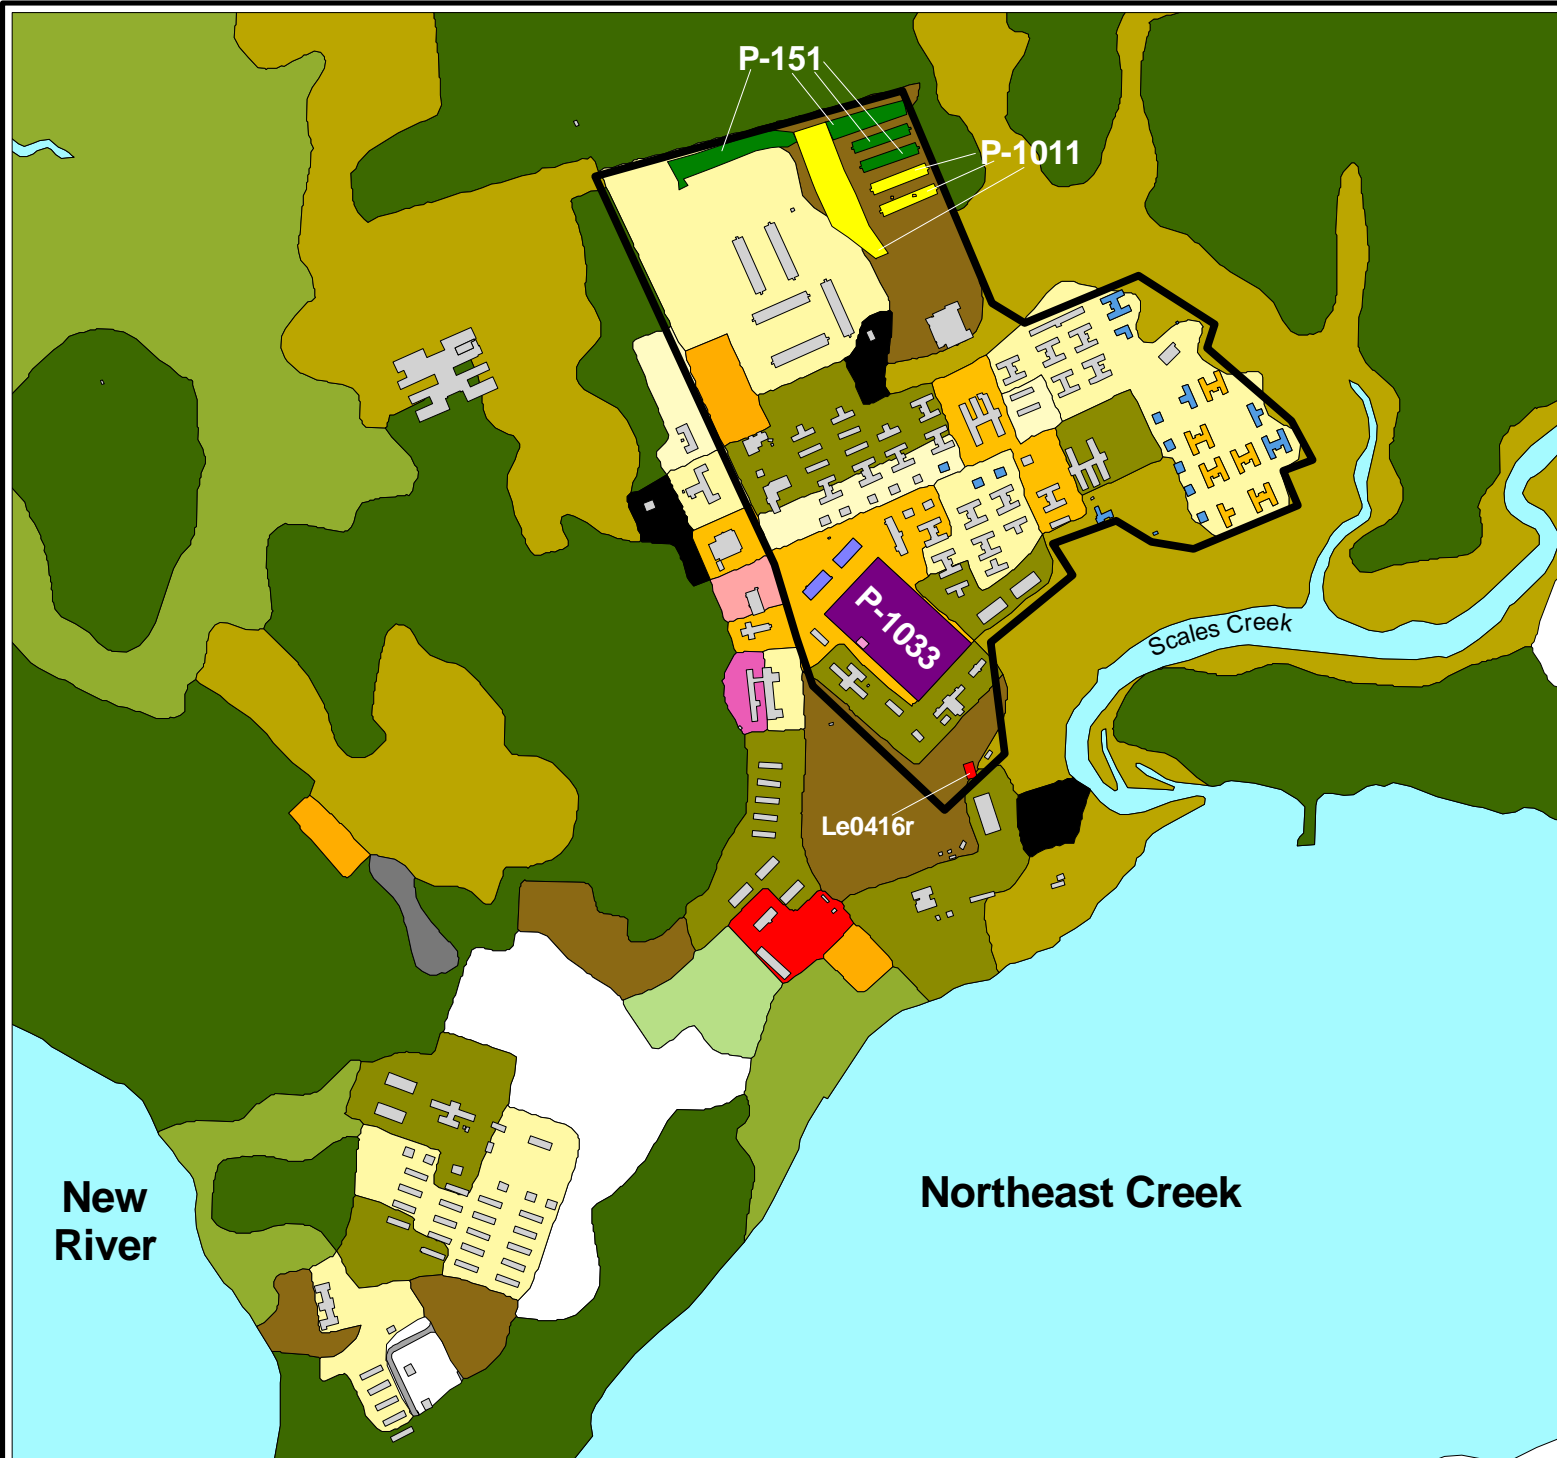 P-151
P-1011
P-1033
Scales Creek
Le0416r
New
River
Northeast Creek